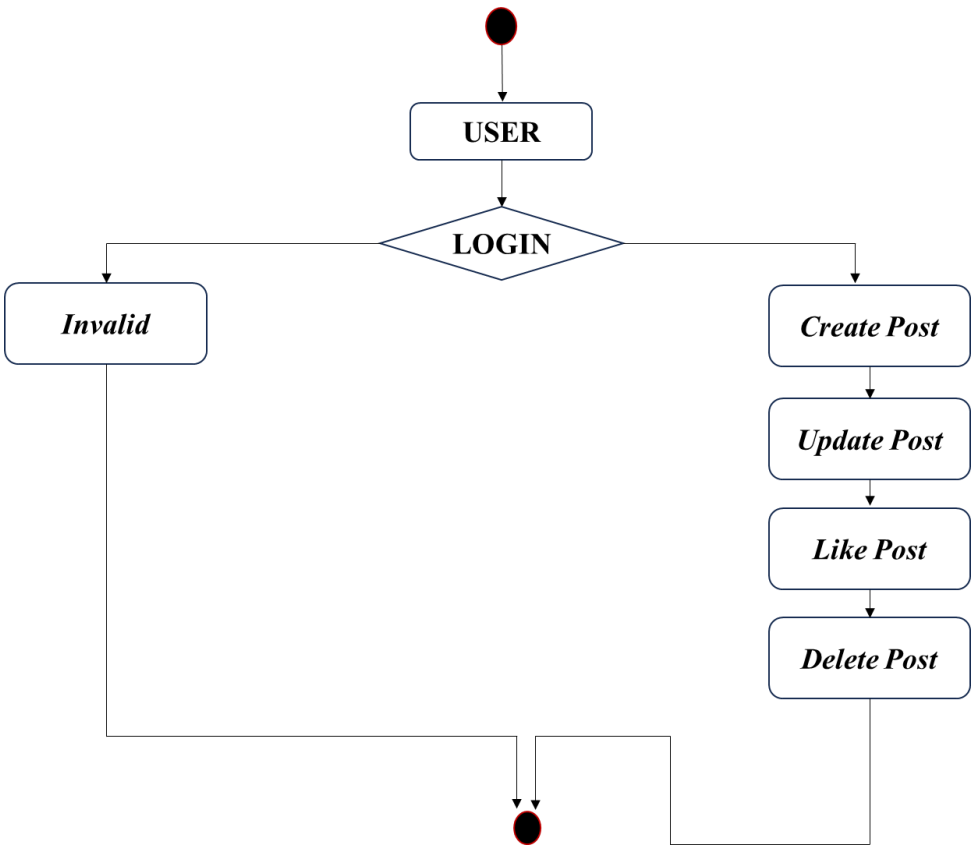 USER
LOGIN
Invalid
Create Post
Update Post
Like Post
Delete Post